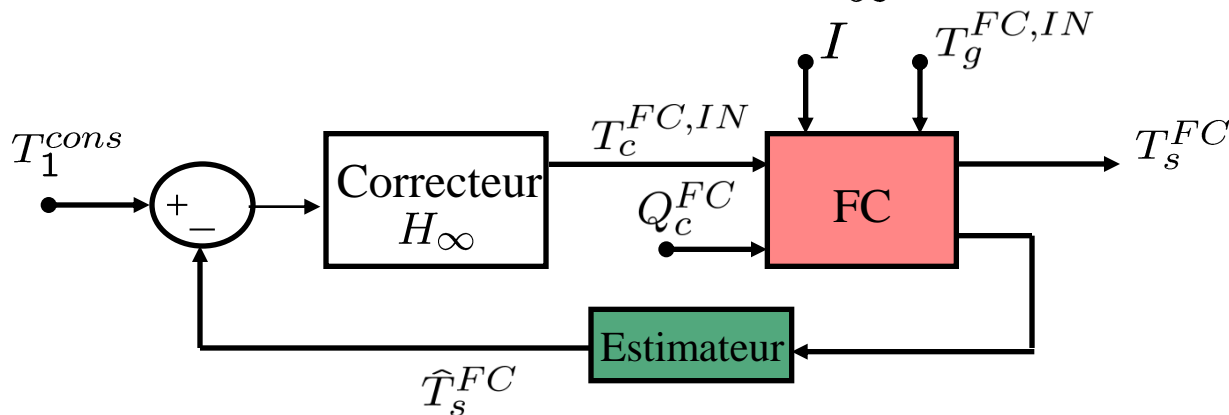 I
T_g^{FC,IN}
T_1^{cons}
T_c^{FC,IN}
T_s^{FC}
+
−
Correcteur
H_∞
Q_c^{FC}
FC
Estimateur
\hat{T}_s^{FC}